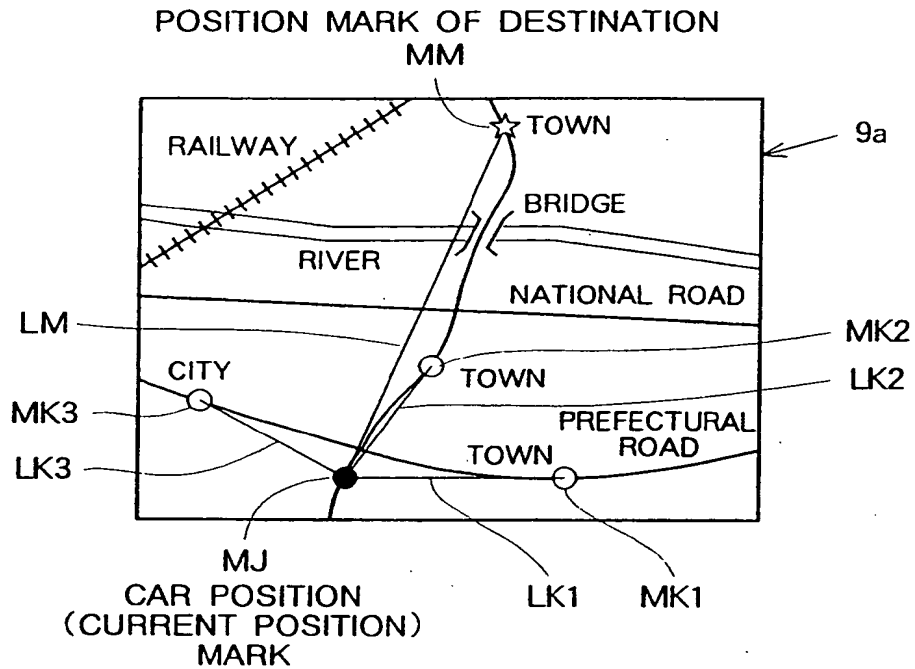 POSITION MARK OF DESTINATION
MM
TOWN
9a
RAILWAY
BRIDGE
RIVER
NATIONAL ROAD
LM
MK2
CITY
TOWN
LK2
MK3
PREFECTURAL
ROAD
TOWN
LK3
MJ
LK1
MK1
CAR POSITION
(CURRENT POSITION)
MARK